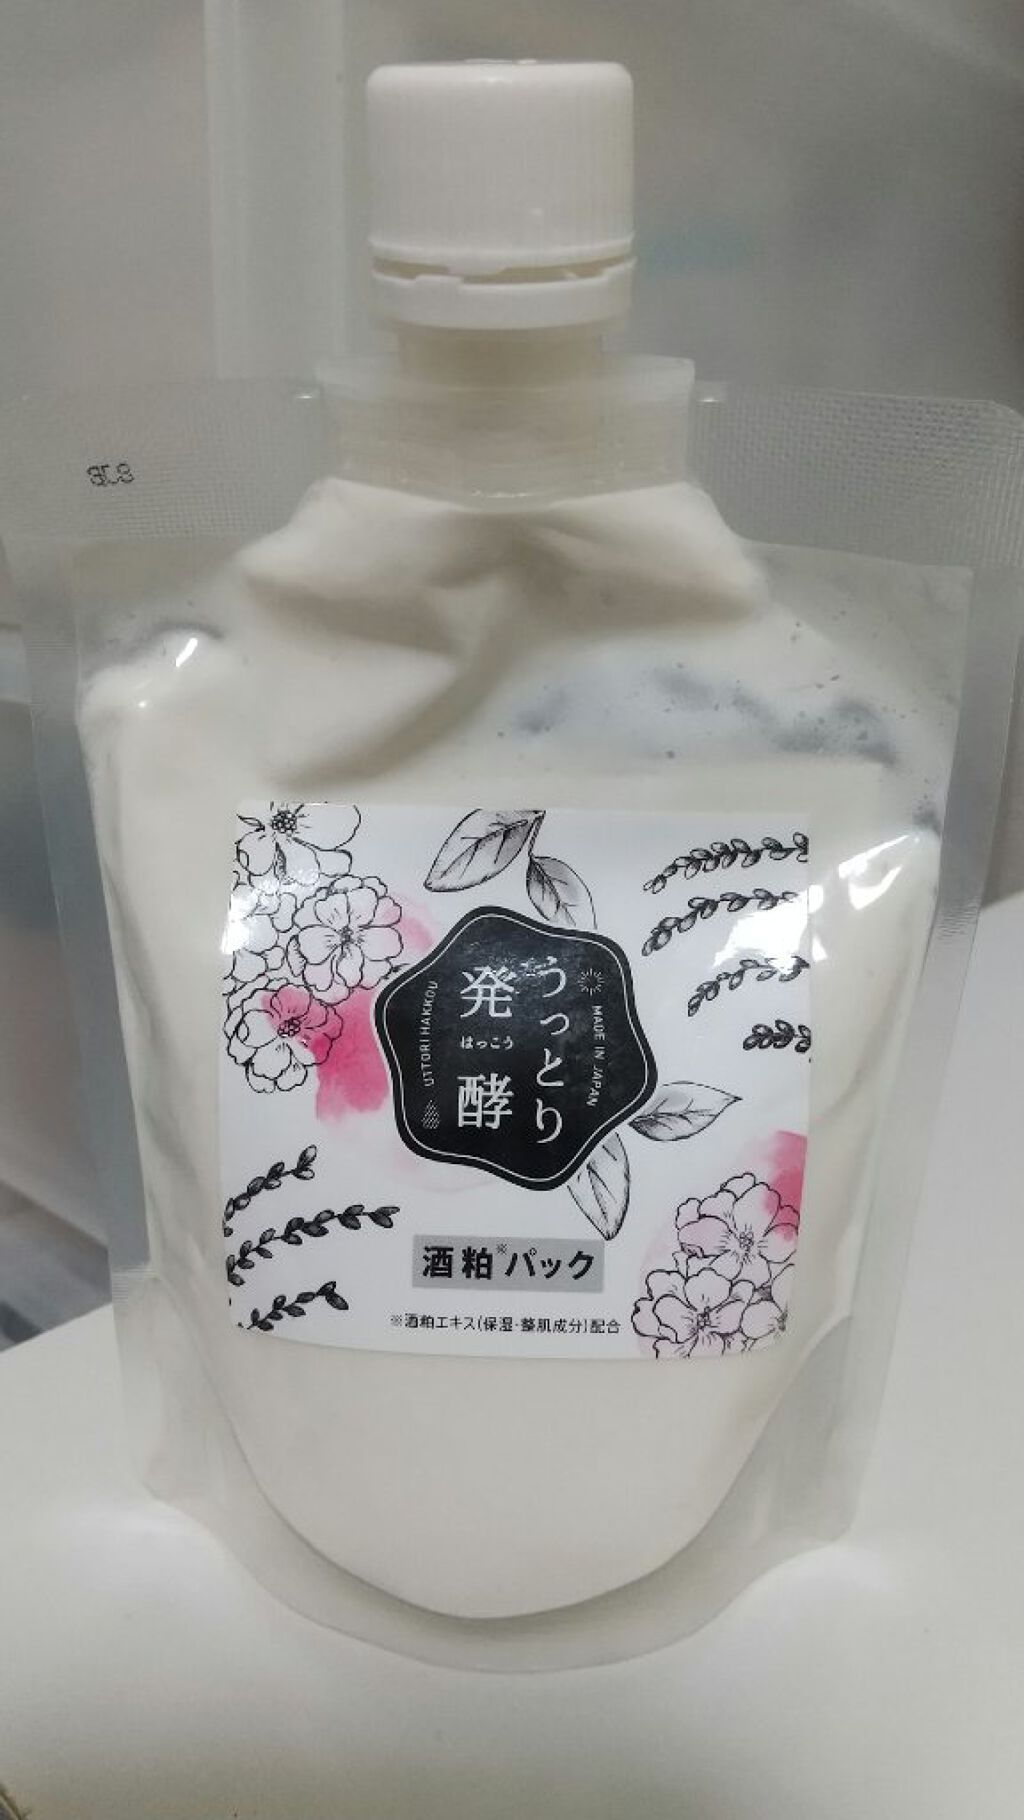 うっとり
発酵
はっこう
UTTORI HAKKOU
MADE IN JAPAN
酒粕※パック
※酒粕エキス(保湿・整肌成分)配合